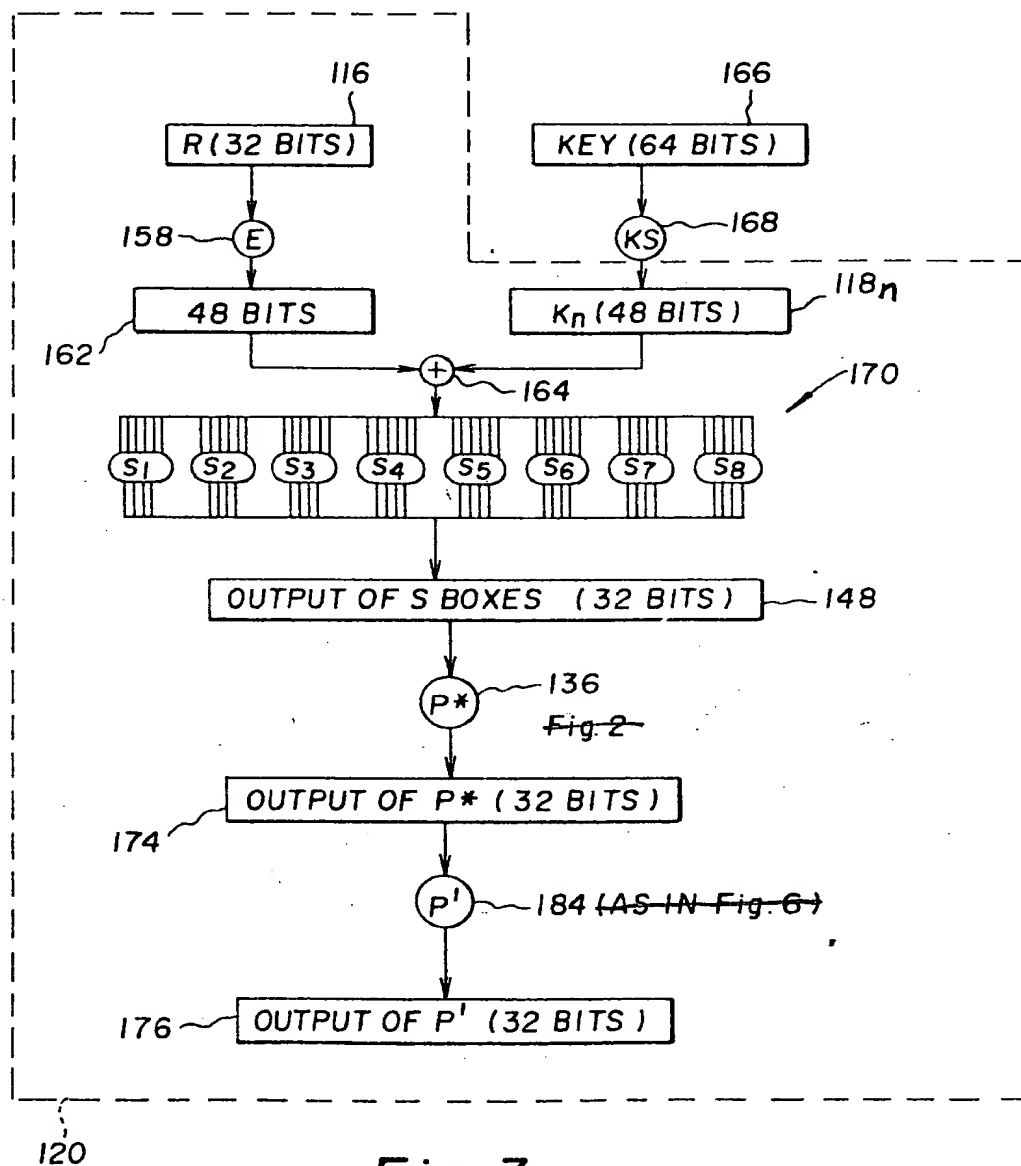 116 166
R (32 BITS) KEY (64 BITS)
158 E KS 168
48 BITS Kn (48 BITS) 118n
162 + 164 170
S1 S2 S3 S4 S5 S6 S7 S8
OUTPUT OF S BOXES (32 BITS) 148
P* 136
Fig. 2
OUTPUT OF P* (32 BITS)
174
P' 184 (AS IN Fig. 6)
176 OUTPUT OF P' (32 BITS)
120